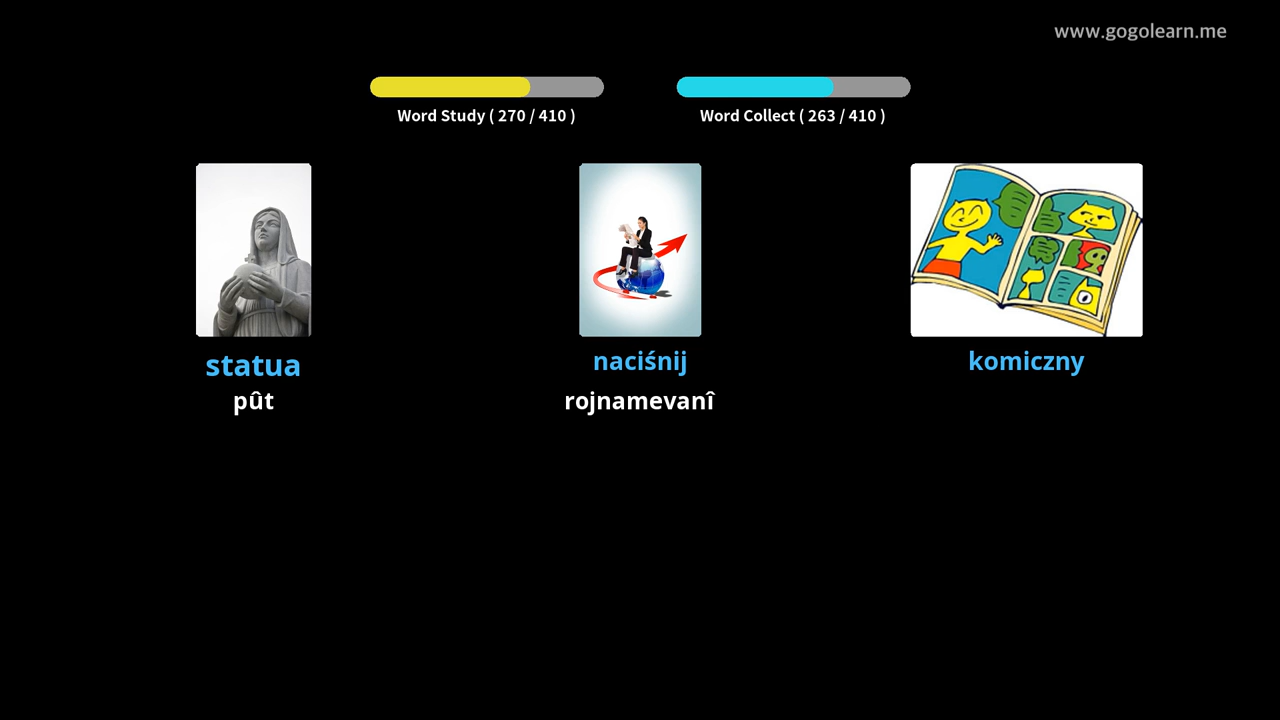 www.gogolearn.me
Word Study ( 270 / 410 )
Word Collect ( 263 / 410 )
statua
naciśnij
komiczny
pût
rojnamevanî